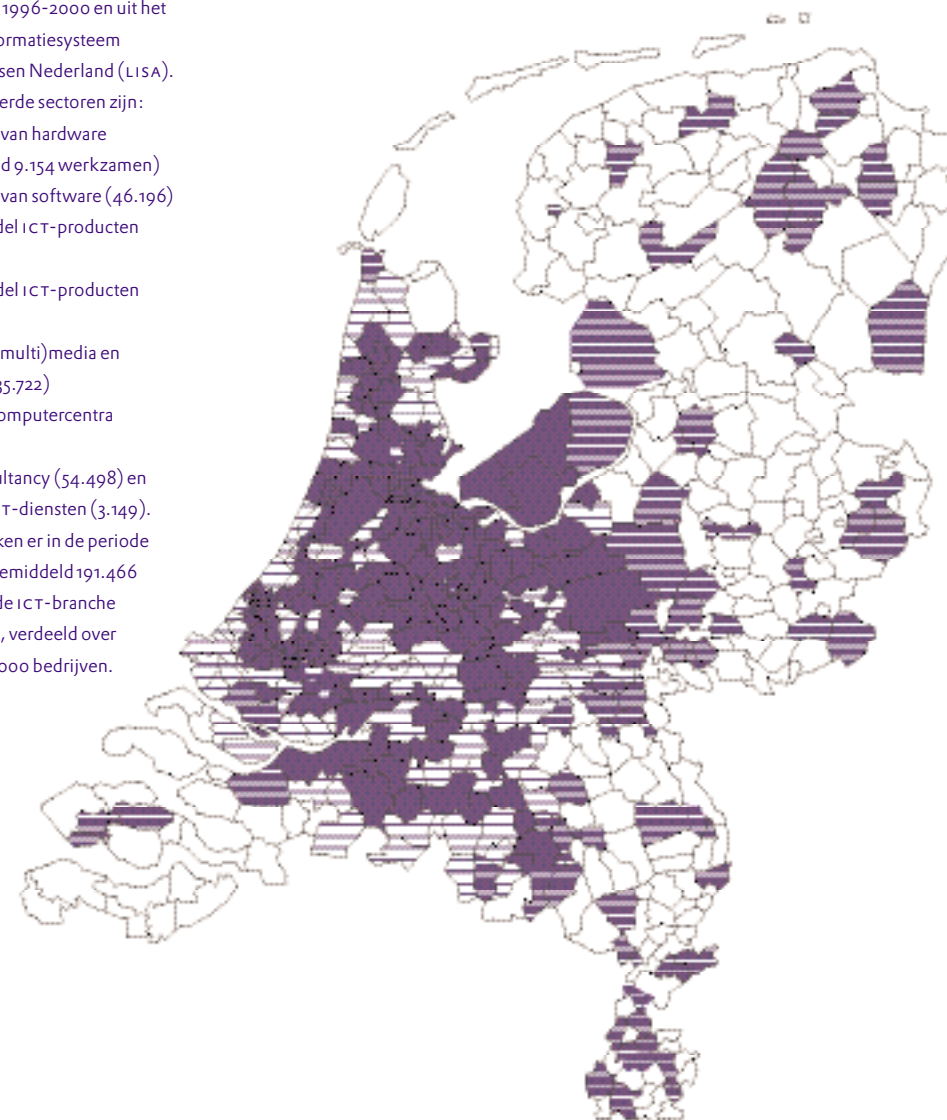 1996-2000 en uit het
ormatiesysteem
sen Nederland (LISA).
erde sectoren zijn:
van hardware
d 9.154 werkzamen)
van software (46.196)
del ICT-producten
del ICT-producten
multi)media en
35.722)
omputercentra
ultancy (54.498) en
T-diensten (3.149).
ken er in de periode
emiddeld 191.466
de ICT-branche
, verdeeld over
000 bedrijven.